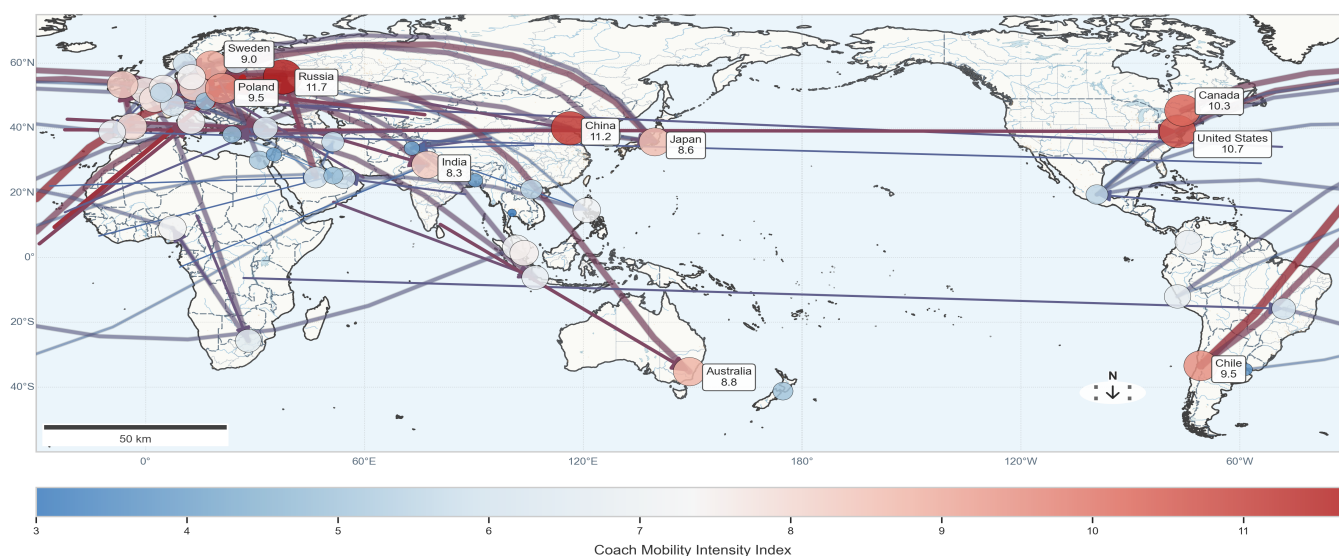 60°N
40°N
20°N
0°
20°S
40°S
Sweden
9.0
Russia
11.7
Poland
9.5
China
11.2
Japan
8.6
India
8.3
Canada
10.3
United States
10.7
Australia
8.8
Chile
9.5
N
50 km
0°
60°E
120°E
180°
120°W
60°W
3
4
5
6
7
8
9
10
11
Coach Mobility Intensity Index